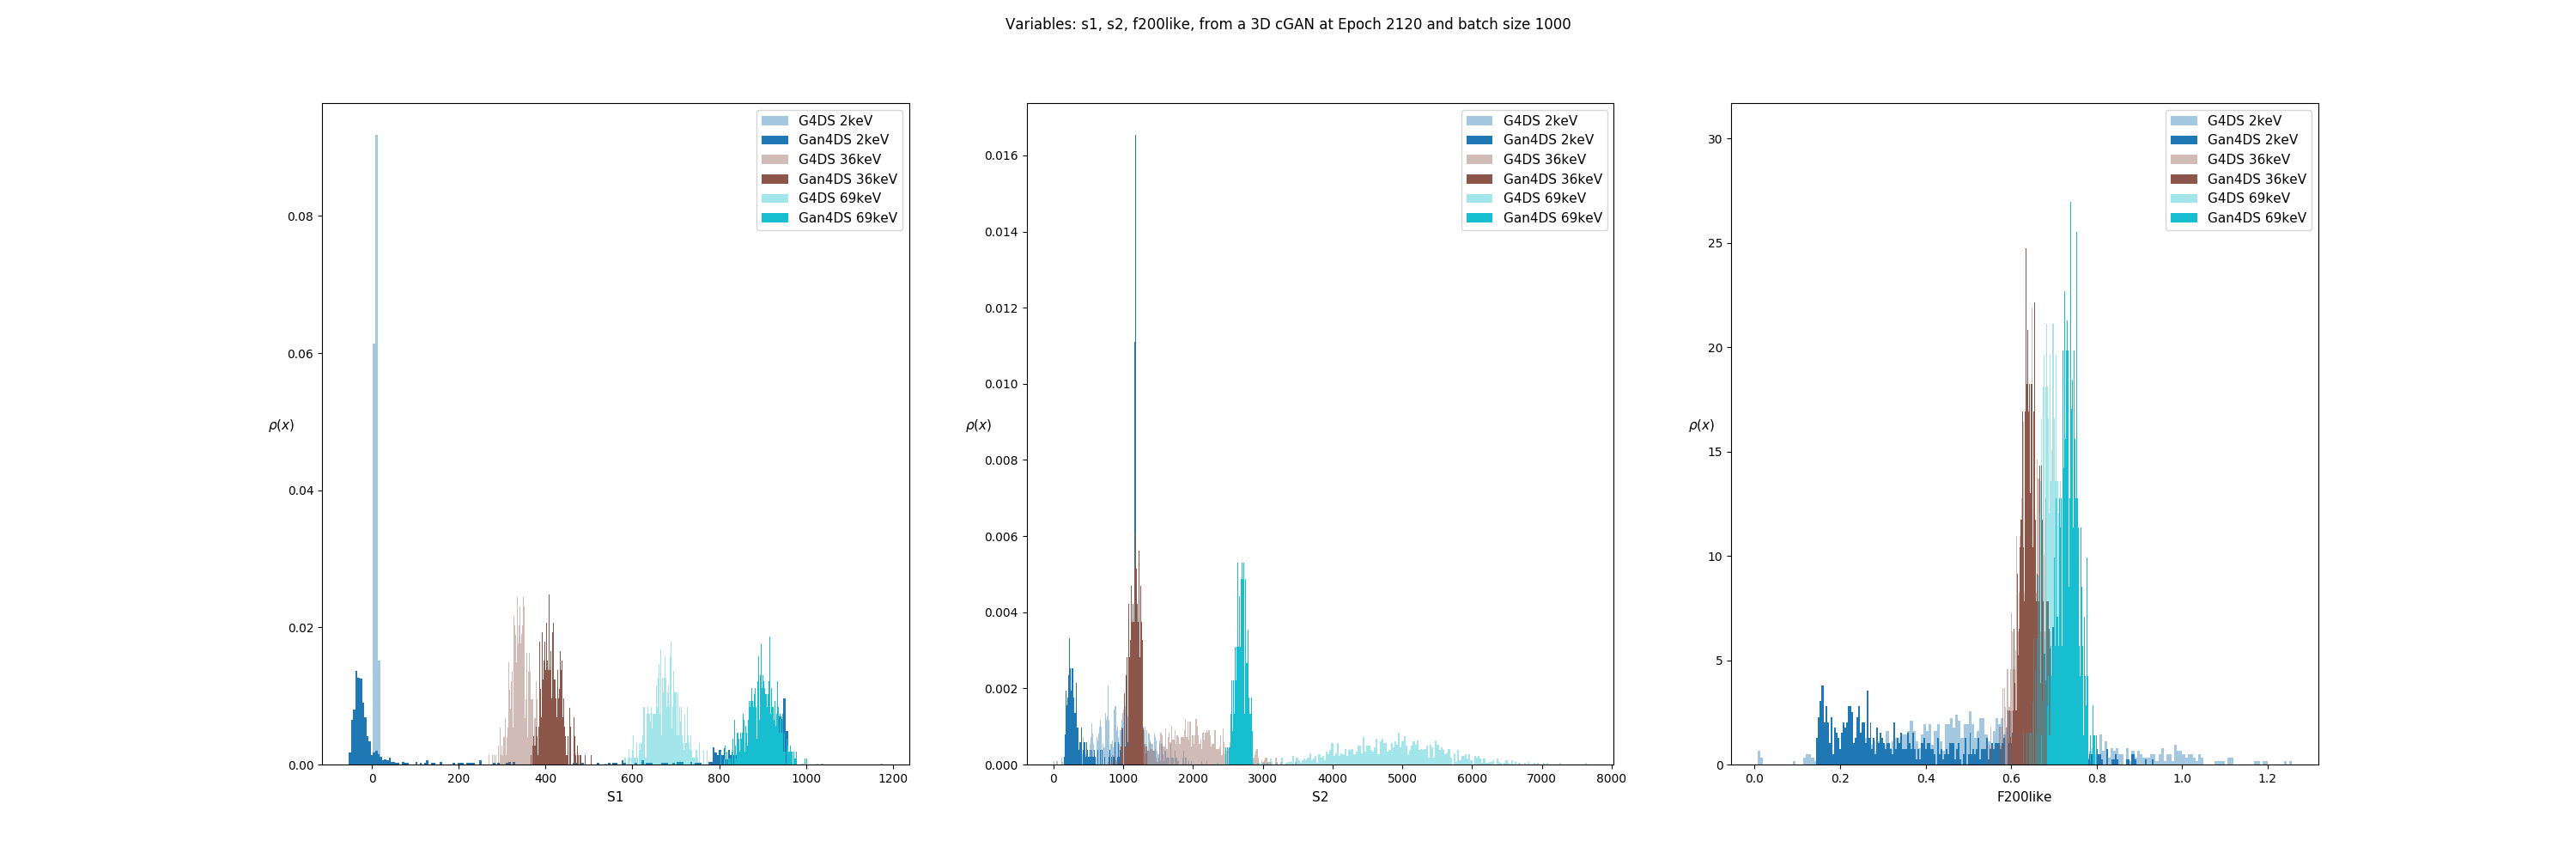 Variables: s1, s2, f200like, from a 3D cGAN at Epoch 2120 and batch size 1000
G4DS 2keV
Gan4DS 2keV
G4DS 36keV
Gan4DS 36keV
G4DS 69keV
Gan4DS 69keV
0.08
0.06
ρ(x)
0.04
0.02
0.00
0 200 400 600 800 1000 1200
S1
G4DS 2keV
Gan4DS 2keV
G4DS 36keV
Gan4DS 36keV
G4DS 69keV
Gan4DS 69keV
0.016
0.014
0.012
0.010
ρ(x)
0.008
0.006
0.004
0.002
0.000
0 1000 2000 3000 4000 5000 6000 7000 8000
S2
G4DS 2keV
Gan4DS 2keV
G4DS 36keV
Gan4DS 36keV
G4DS 69keV
Gan4DS 69keV
30
25
20
ρ(x)
15
10
5
0
0.0 0.2 0.4 0.6 0.8 1.0 1.2
F200like